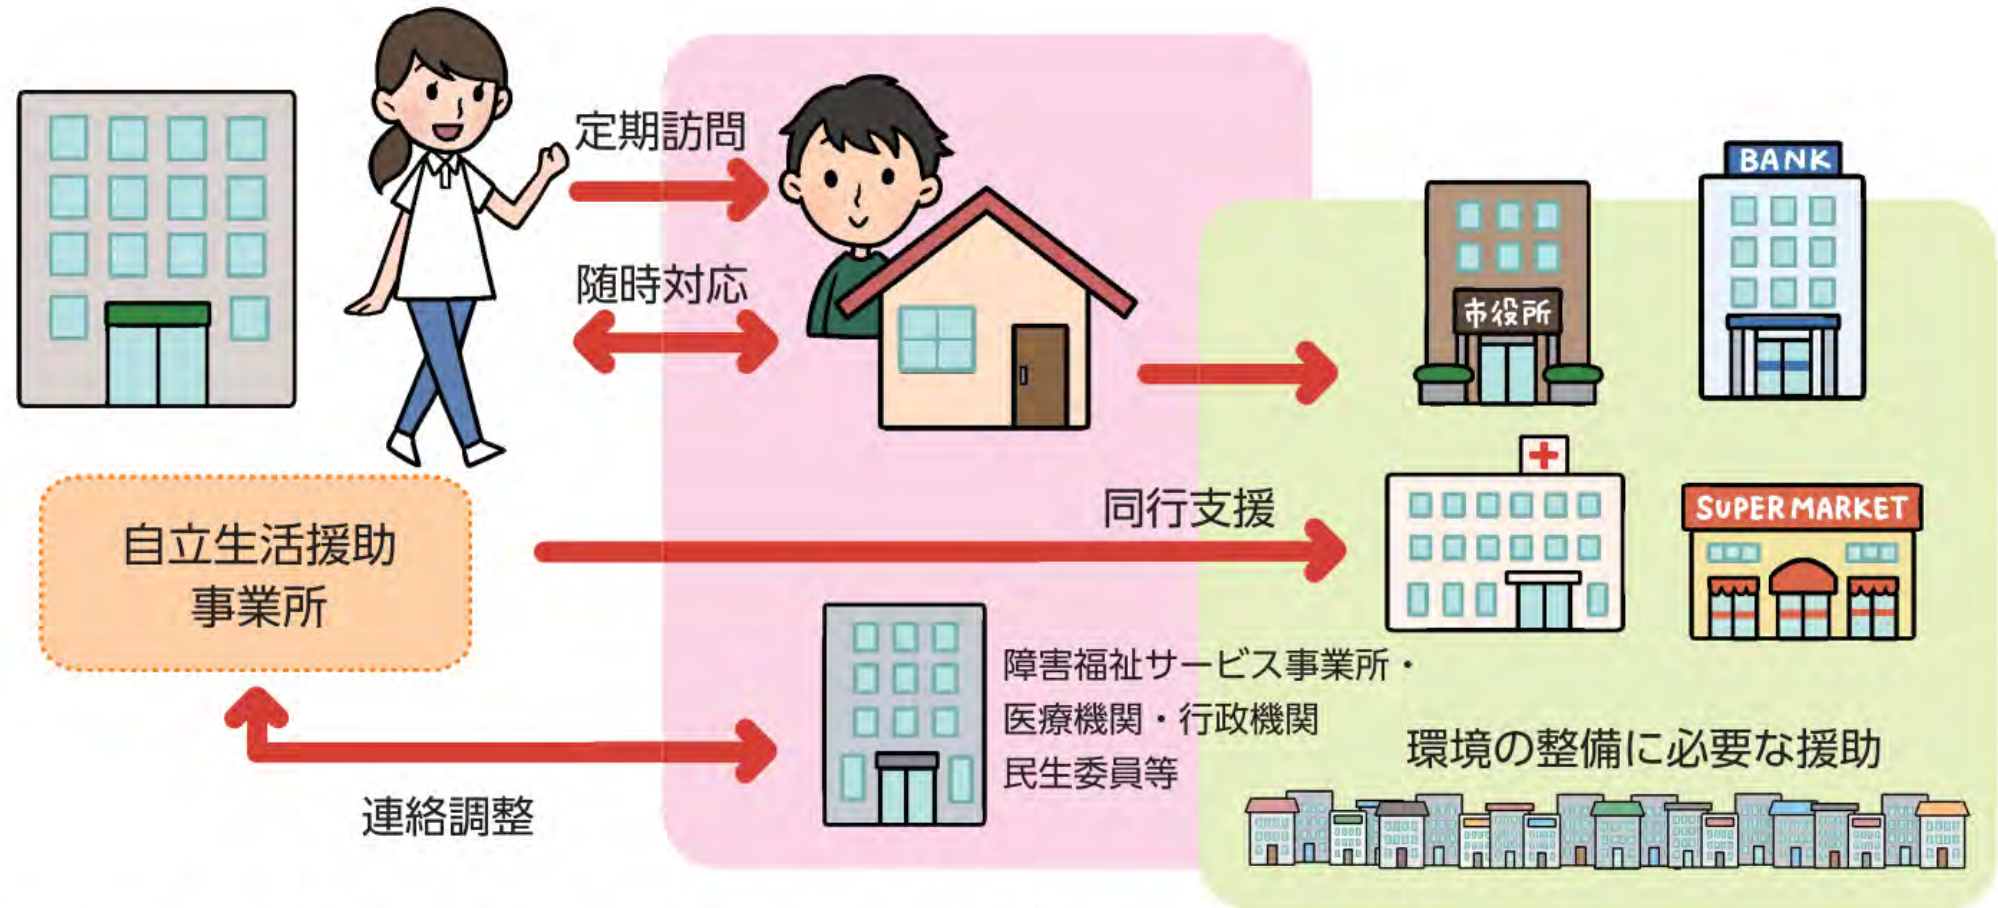 定期訪問
随時対応
自立生活援助
事業所
連絡調整
同行支援
障害福祉サービス事業所・
医療機関・行政機関
民生委員等
市役所
BANK
SUPER MARKET
環境の整備に必要な援助